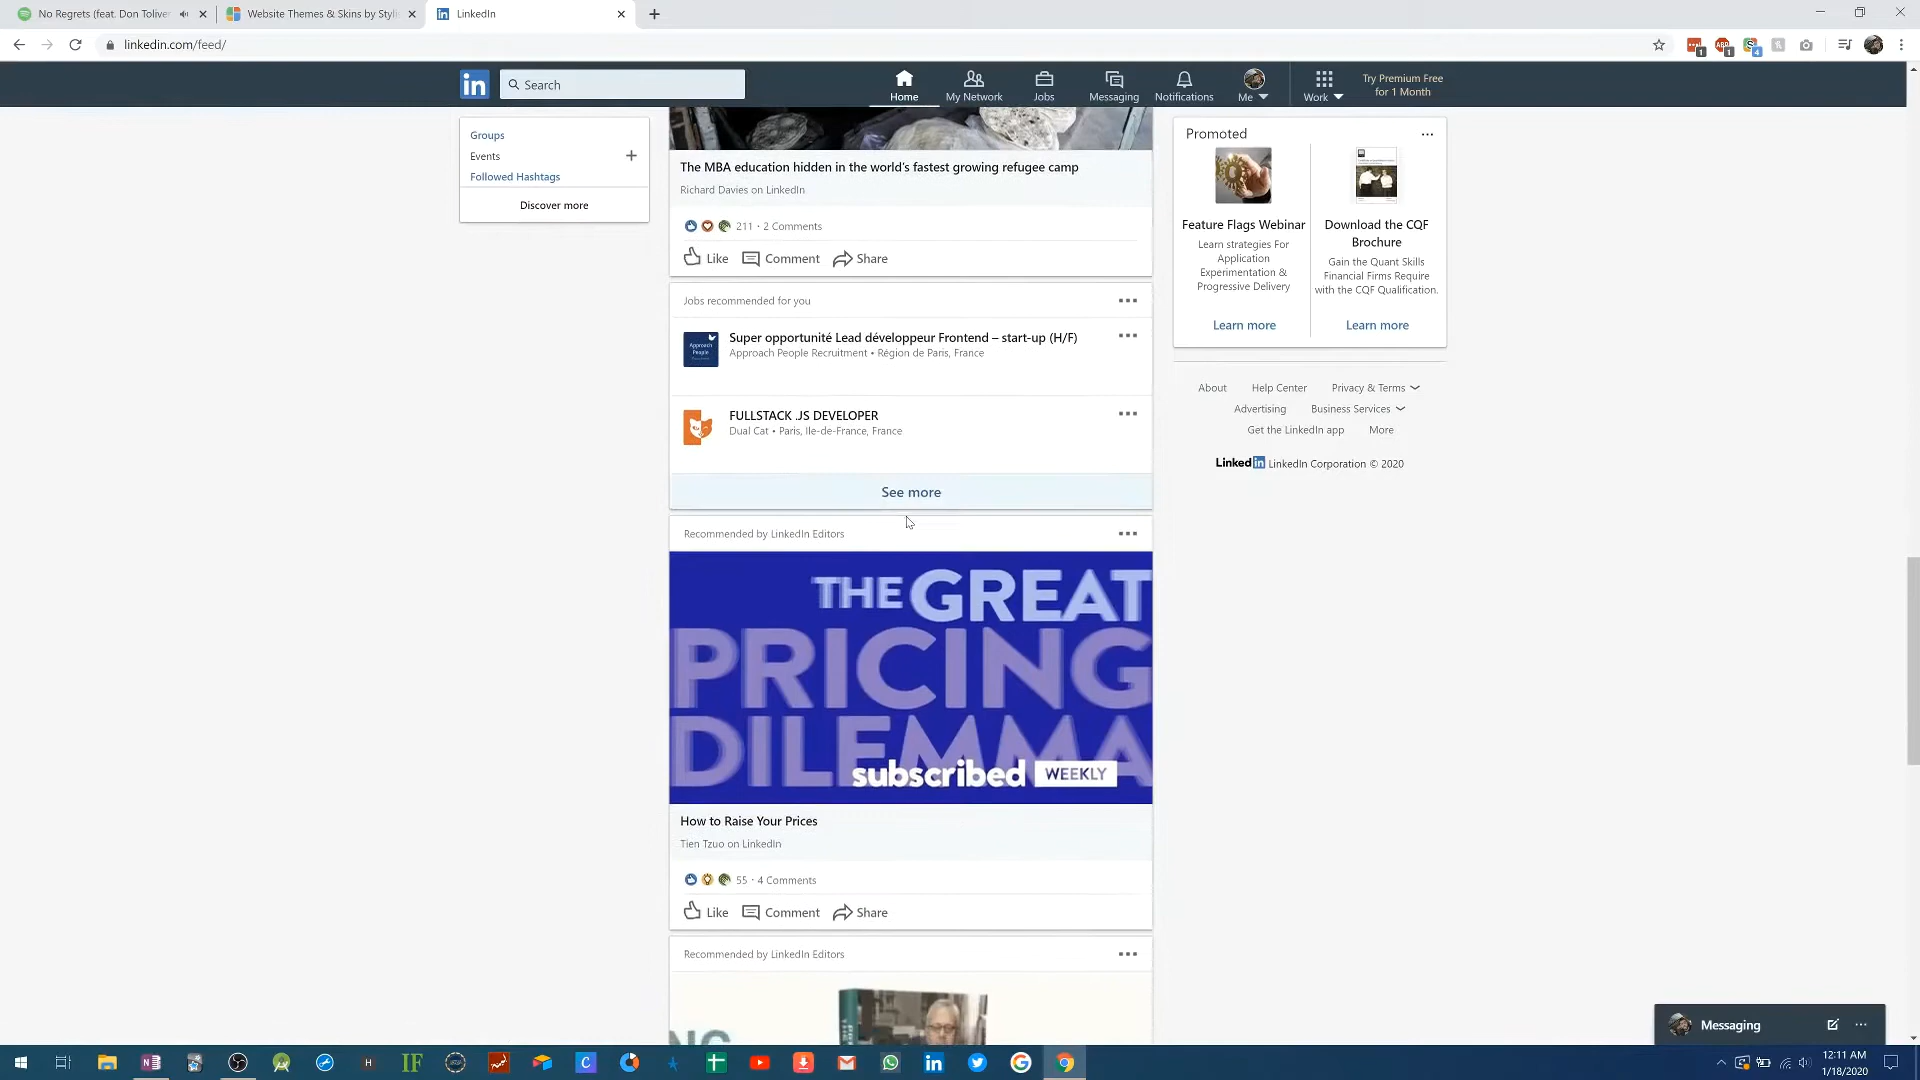 No Regrets (feat. Don Toliver
Website Themes & Skins by Styli
LinkedIn
linkedin.com/feed/
in
Search
Home
My Network
Jobs
Messaging
Notifications
Me
Work
Try Premium Free
for 1 Month
Groups
Events
Followed Hashtags
Discover more
The MBA education hidden in the world's fastest growing refugee camp
Richard Davies on LinkedIn
211 · 2 Comments
Like
Comment
Share
Jobs recommended for you
Approach
People
Super opportunité Lead développeur Frontend – start-up (H/F)
Approach People Recruitment • Région de Paris, France
FULLSTACK .JS DEVELOPER
Dual Cat • Paris, Ile-de-France, France
See more
Recommended by LinkedIn Editors
THE GREAT
PRICING
DILEMMA
subscribed WEEKLY
How to Raise Your Prices
Tien Tzuo on LinkedIn
55 · 4 Comments
Like
Comment
Share
Recommended by LinkedIn Editors
Promoted
Feature Flags Webinar
Learn strategies For
Application
Experimentation &
Progressive Delivery
Learn more
Download the CQF
Brochure
Gain the Quant Skills
Financial Firms Require
with the CQF Qualification.
Learn more
About
Help Center
Privacy & Terms
Advertising
Business Services
Get the LinkedIn app
More
LinkedIn LinkedIn Corporation © 2020
Messaging
12:11 AM
1/18/2020